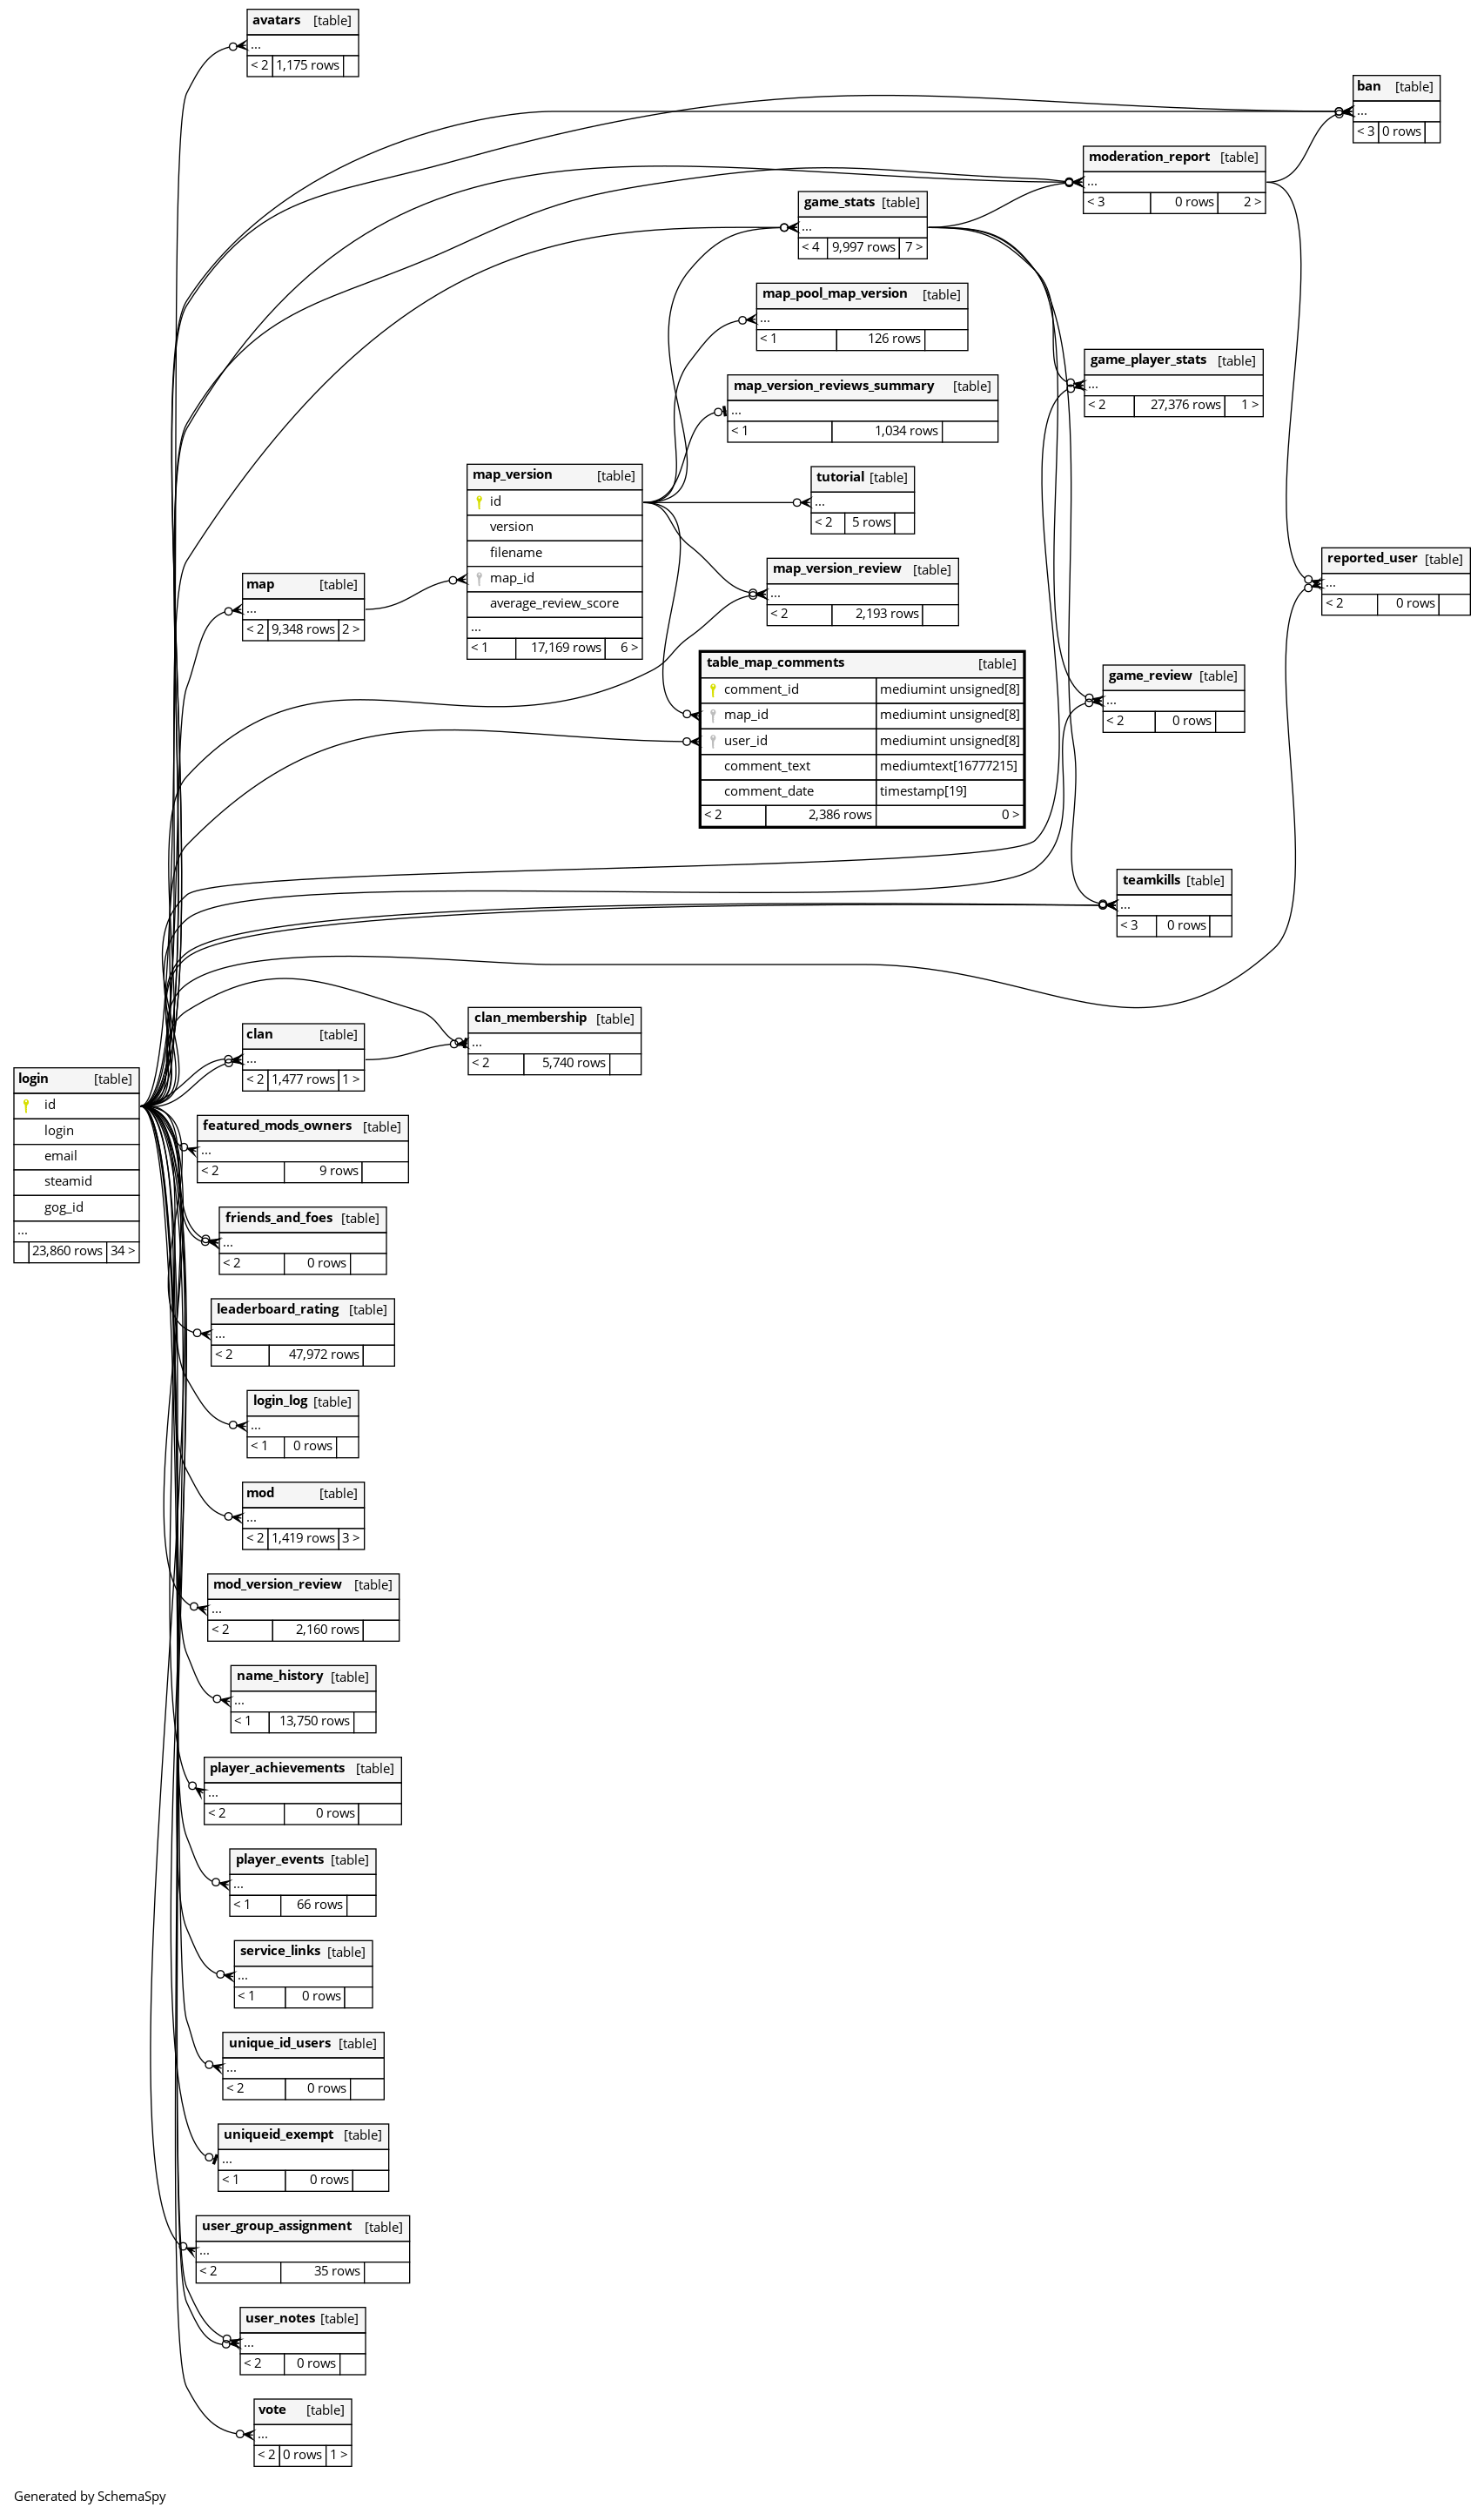 avatars [table]
...
< 2 1,175 rows
ban [table]
...
< 3 0 rows
moderation_report [table]
...
< 3 0 rows 2 >
game_stats [table]
...
< 4 9,997 rows 7 >
map_pool_map_version [table]
...
< 1 126 rows
game_player_stats [table]
...
< 2 27,376 rows 1 >
map_version_reviews_summary [table]
...
< 1 1,034 rows
map_version [table]
id
version
filename
map_id
average_review_score
...
< 1 17,169 rows 6 >
tutorial [table]
...
< 2 5 rows
map_version_review [table]
...
< 2 2,193 rows
reported_user [table]
...
< 2 0 rows
map [table]
...
< 2 9,348 rows 2 >
table_map_comments [table]
comment_id mediumint unsigned[8]
map_id mediumint unsigned[8]
user_id mediumint unsigned[8]
comment_text mediumtext[16777215]
comment_date timestamp[19]
< 2 2,386 rows 0 >
game_review [table]
...
< 2 0 rows
teamkills [table]
...
< 3 0 rows
clan_membership [table]
...
< 2 5,740 rows
clan [table]
...
< 2 1,477 rows 1 >
login [table]
id
login
email
steamid
gog_id
...
23,860 rows 34 >
featured_mods_owners [table]
...
< 2 9 rows
friends_and_foes [table]
...
< 2 0 rows
leaderboard_rating [table]
...
< 2 47,972 rows
login_log [table]
...
< 1 0 rows
mod [table]
...
< 2 1,419 rows 3 >
mod_version_review [table]
...
< 2 2,160 rows
name_history [table]
...
< 1 13,750 rows
player_achievements [table]
...
< 2 0 rows
player_events [table]
...
< 1 66 rows
service_links [table]
...
< 1 0 rows
unique_id_users [table]
...
< 2 0 rows
uniqueid_exempt [table]
...
< 1 0 rows
user_group_assignment [table]
...
< 2 35 rows
user_notes [table]
...
< 2 0 rows
vote [table]
...
< 2 0 rows 1 >
Generated by SchemaSpy